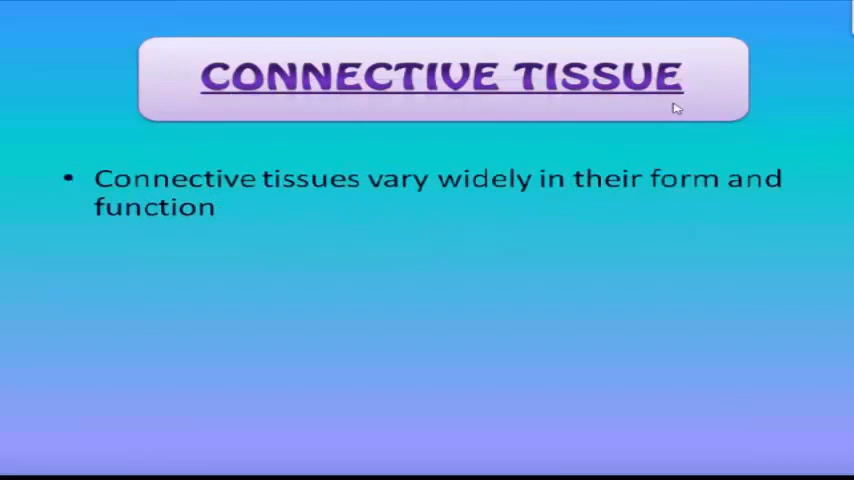 CONNECTIVE TISSUE
• Connective tissues vary widely in their form and
function